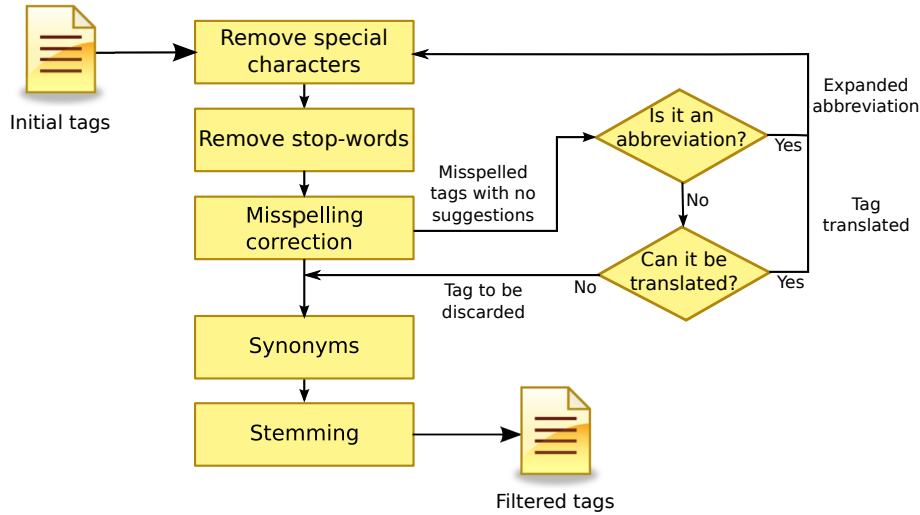 Initial tags
Remove special
characters
Remove stop-words
Misspelling
correction
Misspelled
tags with no
suggestions
Is it an
abbreviation?
Yes
Expanded
abbreviation
No
Can it be
translated?
Yes
Tag
translated
No
Tag to be
discarded
Synonyms
Stemming
Filtered tags